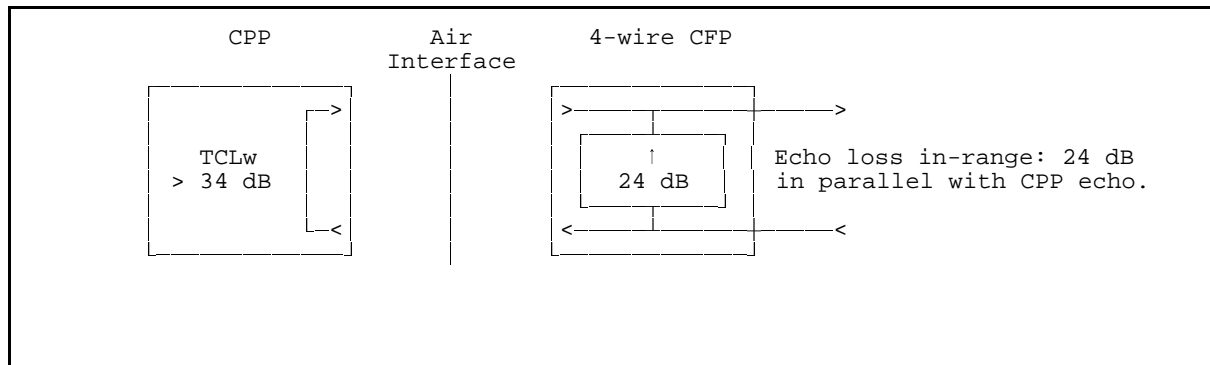 CPP Air 4-wire CFP
Interface
TCLw Echo loss in-range: 24 dB
> 34 dB 24 dB in parallel with CPP echo.